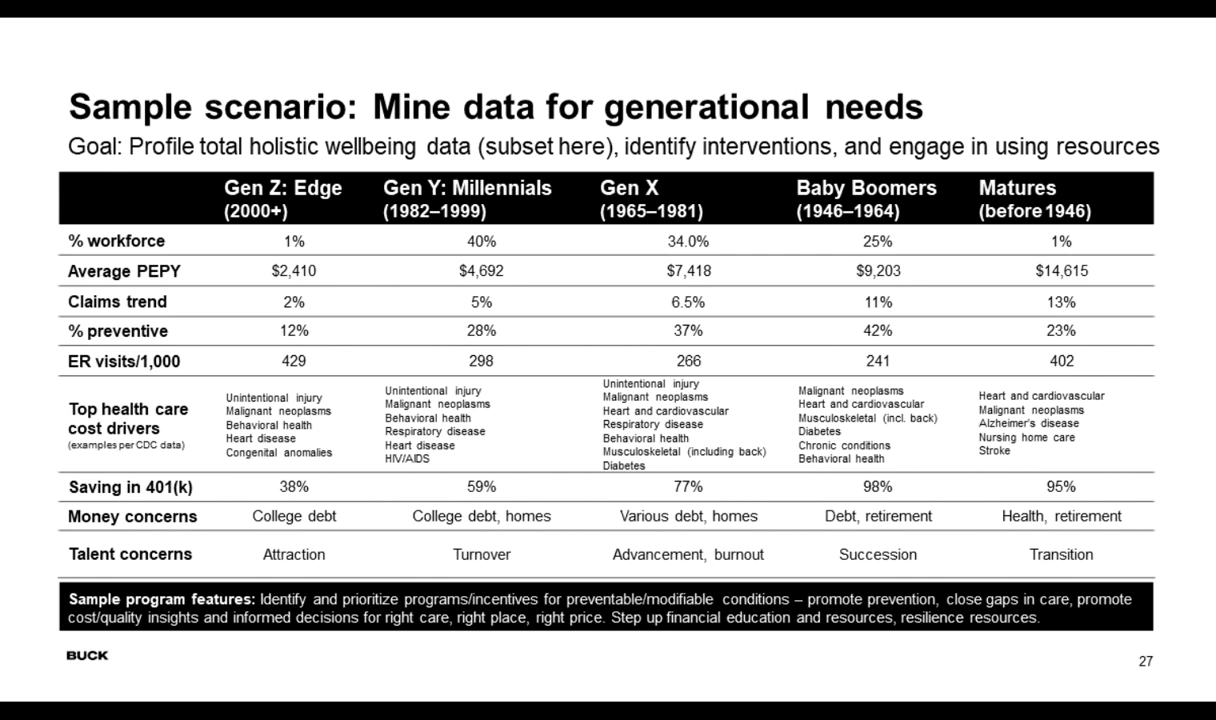 Sample scenario: Mine data for generational needs
Goal: Profile total holistic wellbeing data (subset here), identify interventions, and engage in using resources
Gen Z: Edge Gen Y: Millennials Gen X Baby Boomers Matures
(2000+) (1982–1999) (1965–1981) (1946–1964) (before 1946)
% workforce 1% 40% 34.0% 25% 1%
Average PEPY $2,410 $4,692 $7,418 $9,203 $14,615
Claims trend 2% 5% 6.5% 11% 13%
% preventive 12% 28% 37% 42% 23%
ER visits/1,000 429 298 266 241 402
Top health care
cost drivers
(examples per CDC data)
Unintentional injury
Malignant neoplasms
Behavioral health
Heart disease
Congenital anomalies
Unintentional injury
Malignant neoplasms
Behavioral health
Respiratory disease
Heart disease
HIV/AIDS
Unintentional injury
Malignant neoplasms
Heart and cardiovascular
Respiratory disease
Behavioral health
Musculoskeletal (including back)
Diabetes
Malignant neoplasms
Heart and cardiovascular
Musculoskeletal (incl. back)
Diabetes
Chronic conditions
Behavioral health
Heart and cardiovascular
Malignant neoplasms
Alzheimer's disease
Nursing home care
Stroke
Saving in 401(k) 38% 59% 77% 98% 95%
Money concerns College debt College debt, homes Various debt, homes Debt, retirement Health, retirement
Talent concerns Attraction Turnover Advancement, burnout Succession Transition
Sample program features: Identify and prioritize programs/incentives for preventable/modifiable conditions – promote prevention, close gaps in care, promote
cost/quality insights and informed decisions for right care, right place, right price. Step up financial education and resources, resilience resources.
BUCK
27